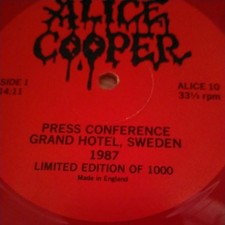 ALICE
COOPER
SIDE 1
14:12
ALICE 10
33⅓ rpm
PRESS CONFERENCE
GRAND HOTEL, SWEDEN
1987
LIMITED EDITION OF 1000
Made in England